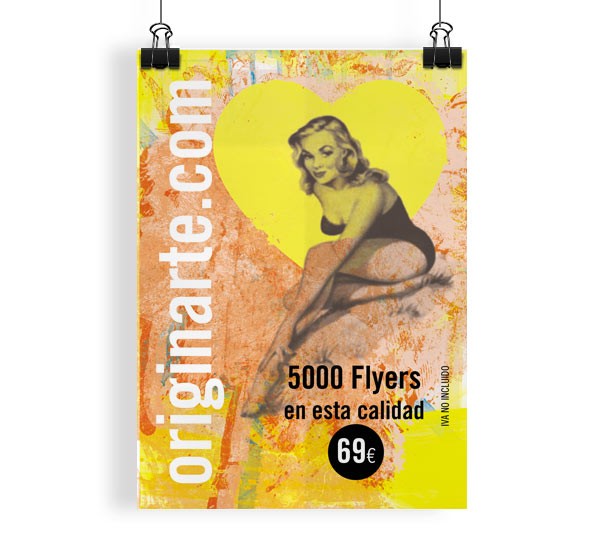 originarte.com
5000 Flyers
en esta calidad
69€
IVA NO INCLUIDO